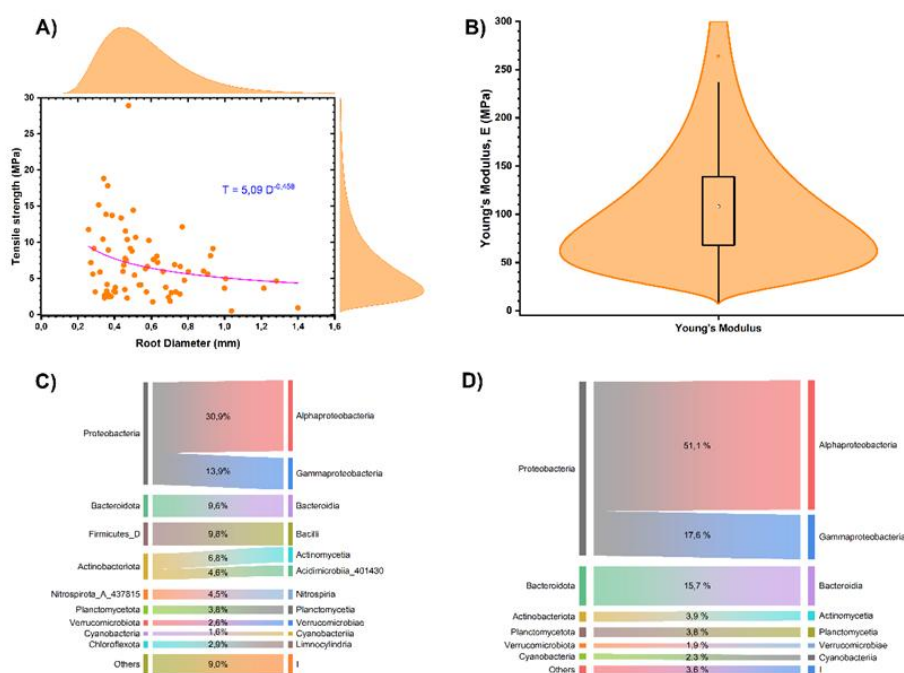 A)
30
25
20
15
10
5
0
Tensile strength (MPa)
T = 5,09 D^-0,458
0,0 0,2 0,4 0,6 0,8 1,0 1,2 1,4 1,6
Root Diameter (mm)
B)
300
250
200
150
100
50
0
Young's Modulus, E (MPa)
Young's Modulus
C)
Proteobacteria
30,9% Alphaproteobacteria
13,9% Gammaproteobacteria
Bacteroidota 9,6% Bacteroidia
Firmicutes_D 9,8% Bacilli
Actinobacteriota
6,8% Actinomycetia
4,6% Acidimicrobiia_401430
Nitrospirota_A_437815 4,5% Nitrospiria
Planctomycetota 3,8% Planctomycetia
Verrucomicrobiota 2,6% Verrucomicrobiae
Cyanobacteria 1,6% Cyanobacteriia
Chloroflexota 2,9% Limnocylindria
Others 9,0% I
D)
Proteobacteria
51,1 % Alphaproteobacteria
17,6 % Gammaproteobacteria
Bacteroidota 15,7 % Bacteroidia
Actinobacteriota 3,9 % Actinomycetia
Planctomycetota 3,8 % Planctomycetia
Verrucomicrobiota 1,9 % Verrucomicrobiae
Cyanobacteria 2,3 % Cyanobacteriia
Others 3,6 % I